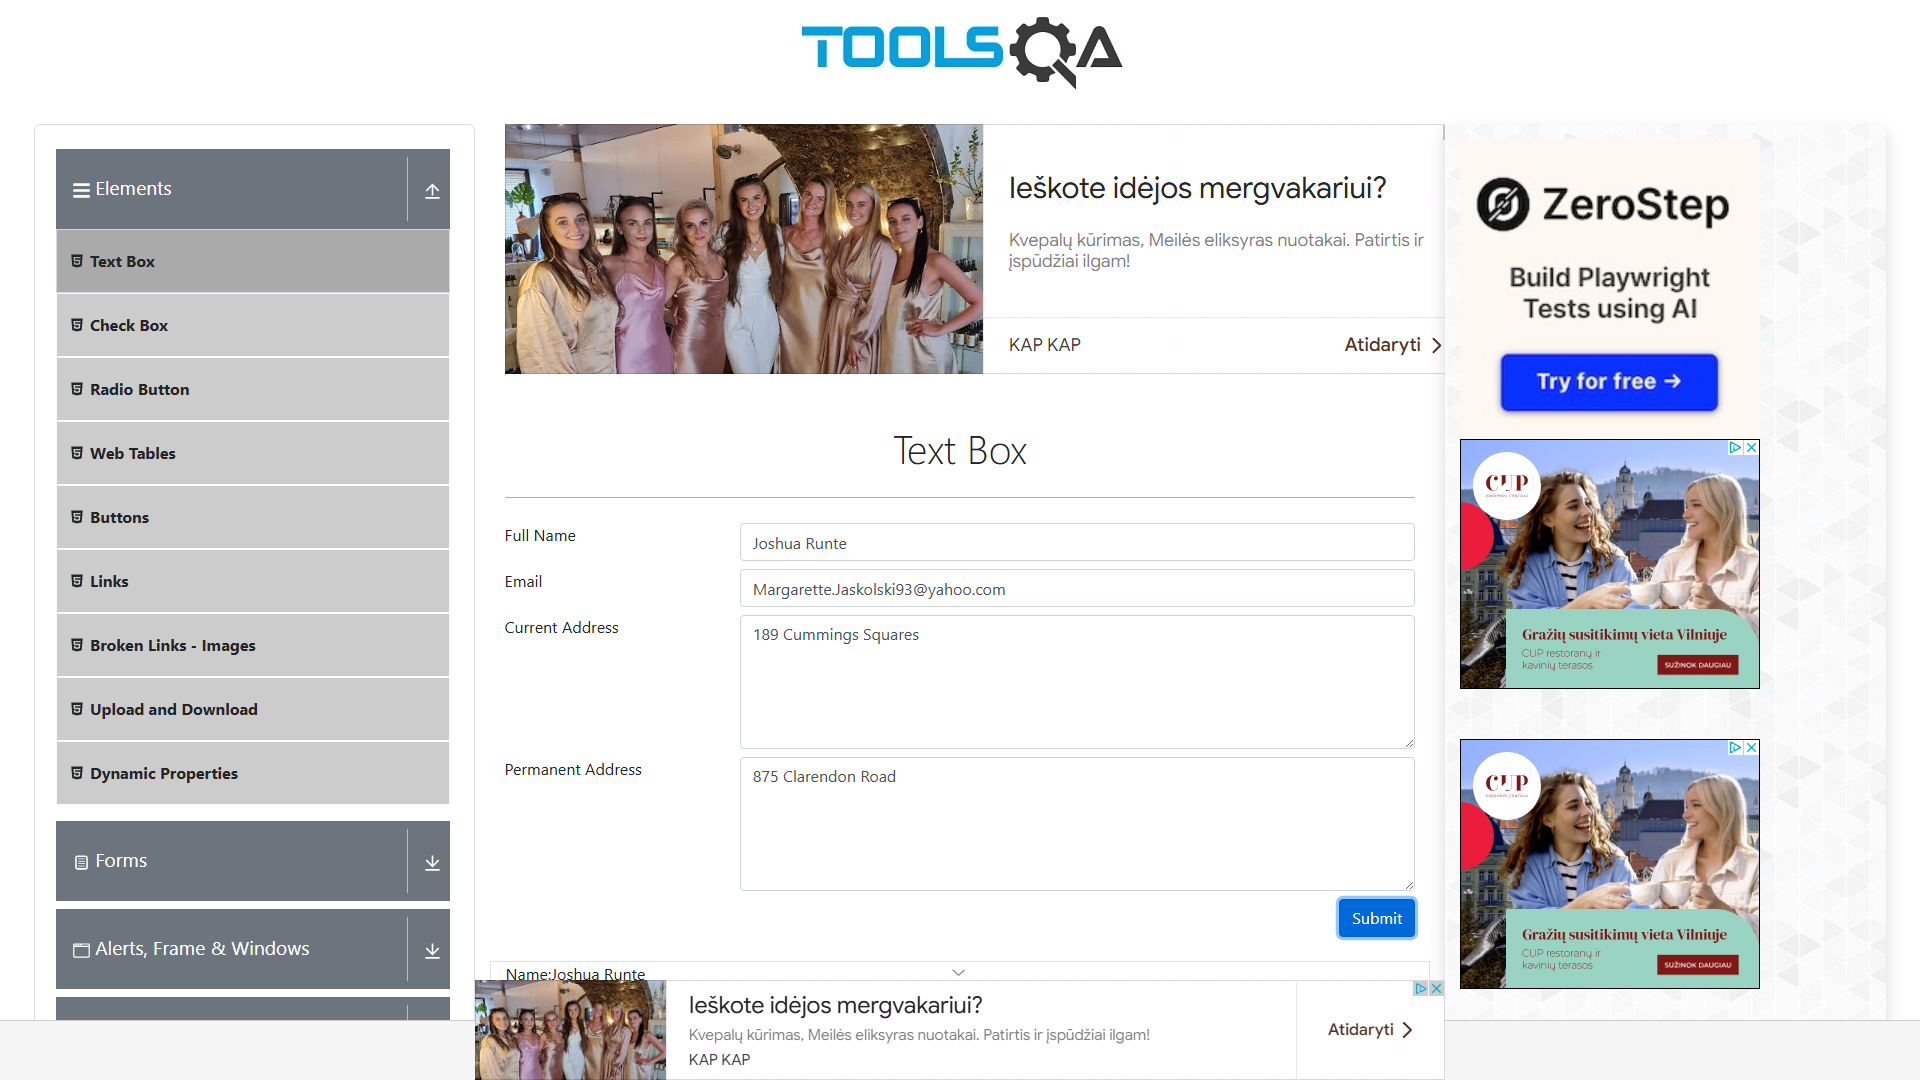 TOOLSQA
Elements
Text Box
Check Box
Radio Button
Web Tables
Buttons
Links
Broken Links - Images
Upload and Download
Dynamic Properties
Forms
Alerts, Frame & Windows
Ieškote idėjos mergvakariui?
Kvepalų kūrimas, Meilės eliksyras nuotakai. Patirtis ir
įspūdžiai ilgam!
KAP KAP
Atidaryti
Text Box
Full Name
Joshua Runte
Email
Margarette.Jaskolski93@yahoo.com
Current Address
189 Cummings Squares
Permanent Address
875 Clarendon Road
Submit
Name:Joshua Runte
Ieškote idėjos mergvakariui?
Kvepalų kūrimas, Meilės eliksyras nuotakai. Patirtis ir įspūdžiai ilgam!
KAP KAP
Atidaryti
ZeroStep
Build Playwright
Tests using AI
Try for free →
CUP
Gražių susitikimų vieta Vilniuje
CUP restoranų ir
kavinių terasos
SUŽINOK DAUGIAU
CUP
Gražių susitikimų vieta Vilniuje
CUP restoranų ir
kavinių terasos
SUŽINOK DAUGIAU